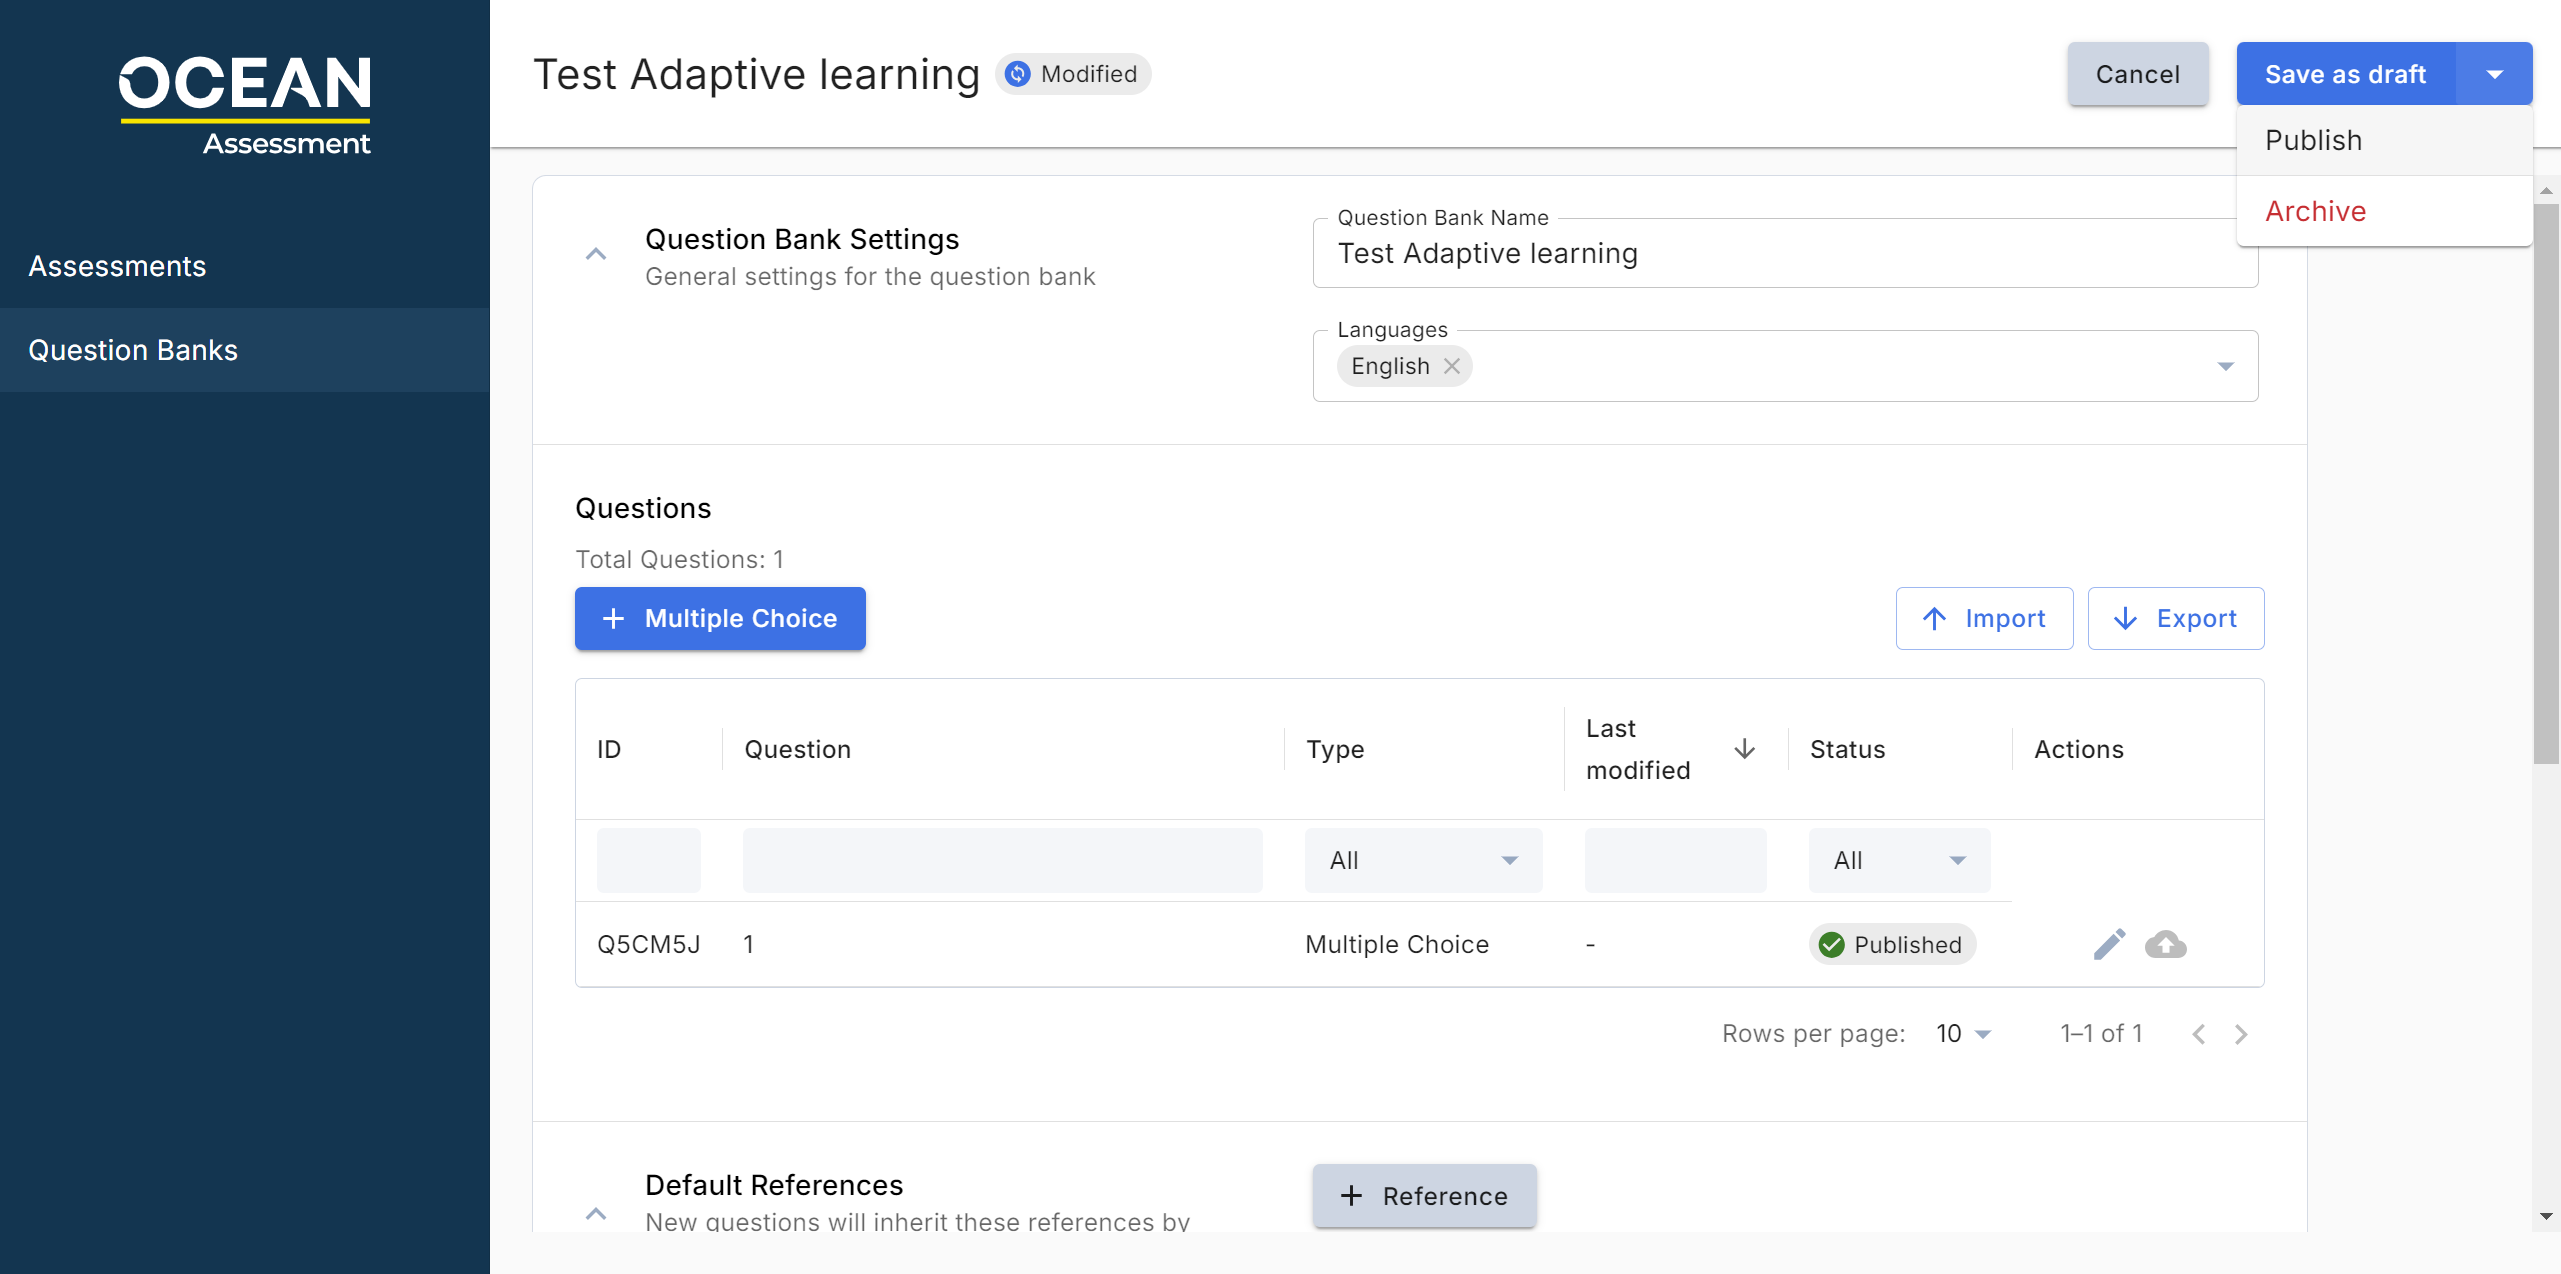 OCEAN
Assessment
Assessments
Question Banks
Test Adaptive learning
Modified
Cancel
Save as draft
Publish
Archive
Question Bank Settings
General settings for the question bank
Question Bank Name
Test Adaptive learning
Languages
English
Questions
Total Questions: 1
+ Multiple Choice
Import
Export
ID
Question
Type
Last
modified
Status
Actions
All
All
Q5CM5J
1
Multiple Choice
-
Published
Rows per page:
10
1–1 of 1
Default References
New questions will inherit these references by
+ Reference